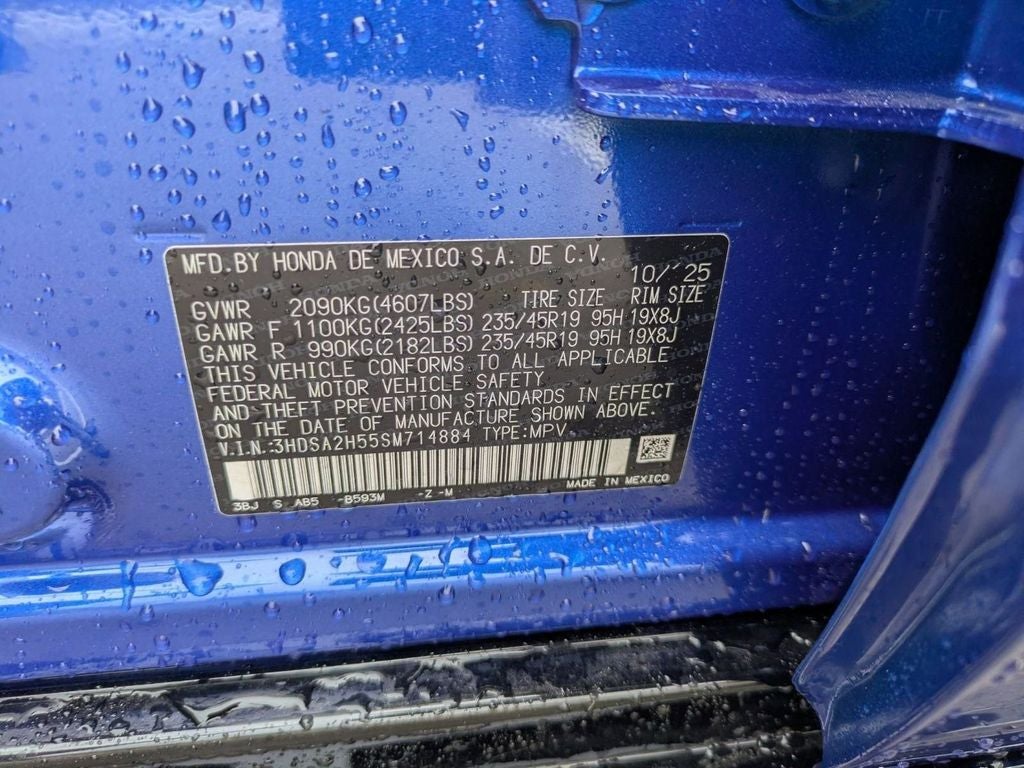 MFD.BY HONDA DE MEXICO S.A. DE C.V.
10/'25
GVWR 2090KG(4607LBS) TIRE SIZE RIM SIZE
GAWR F 1100KG(2425LBS) 235/45R19 95H 19X8J
GAWR R 990KG(2182LBS) 235/45R19 95H 19X8J
THIS VEHICLE CONFORMS TO ALL APPLICABLE
FEDERAL MOTOR VEHICLE SAFETY
AND THEFT PREVENTION STANDARDS IN EFFECT
ON THE DATE OF MANUFACTURE SHOWN ABOVE.
V.I.N.:3HDSA2H55SM714884 TYPE:MPV
MADE IN MEXICO
3BJ S AB5 -B593M -Z -M